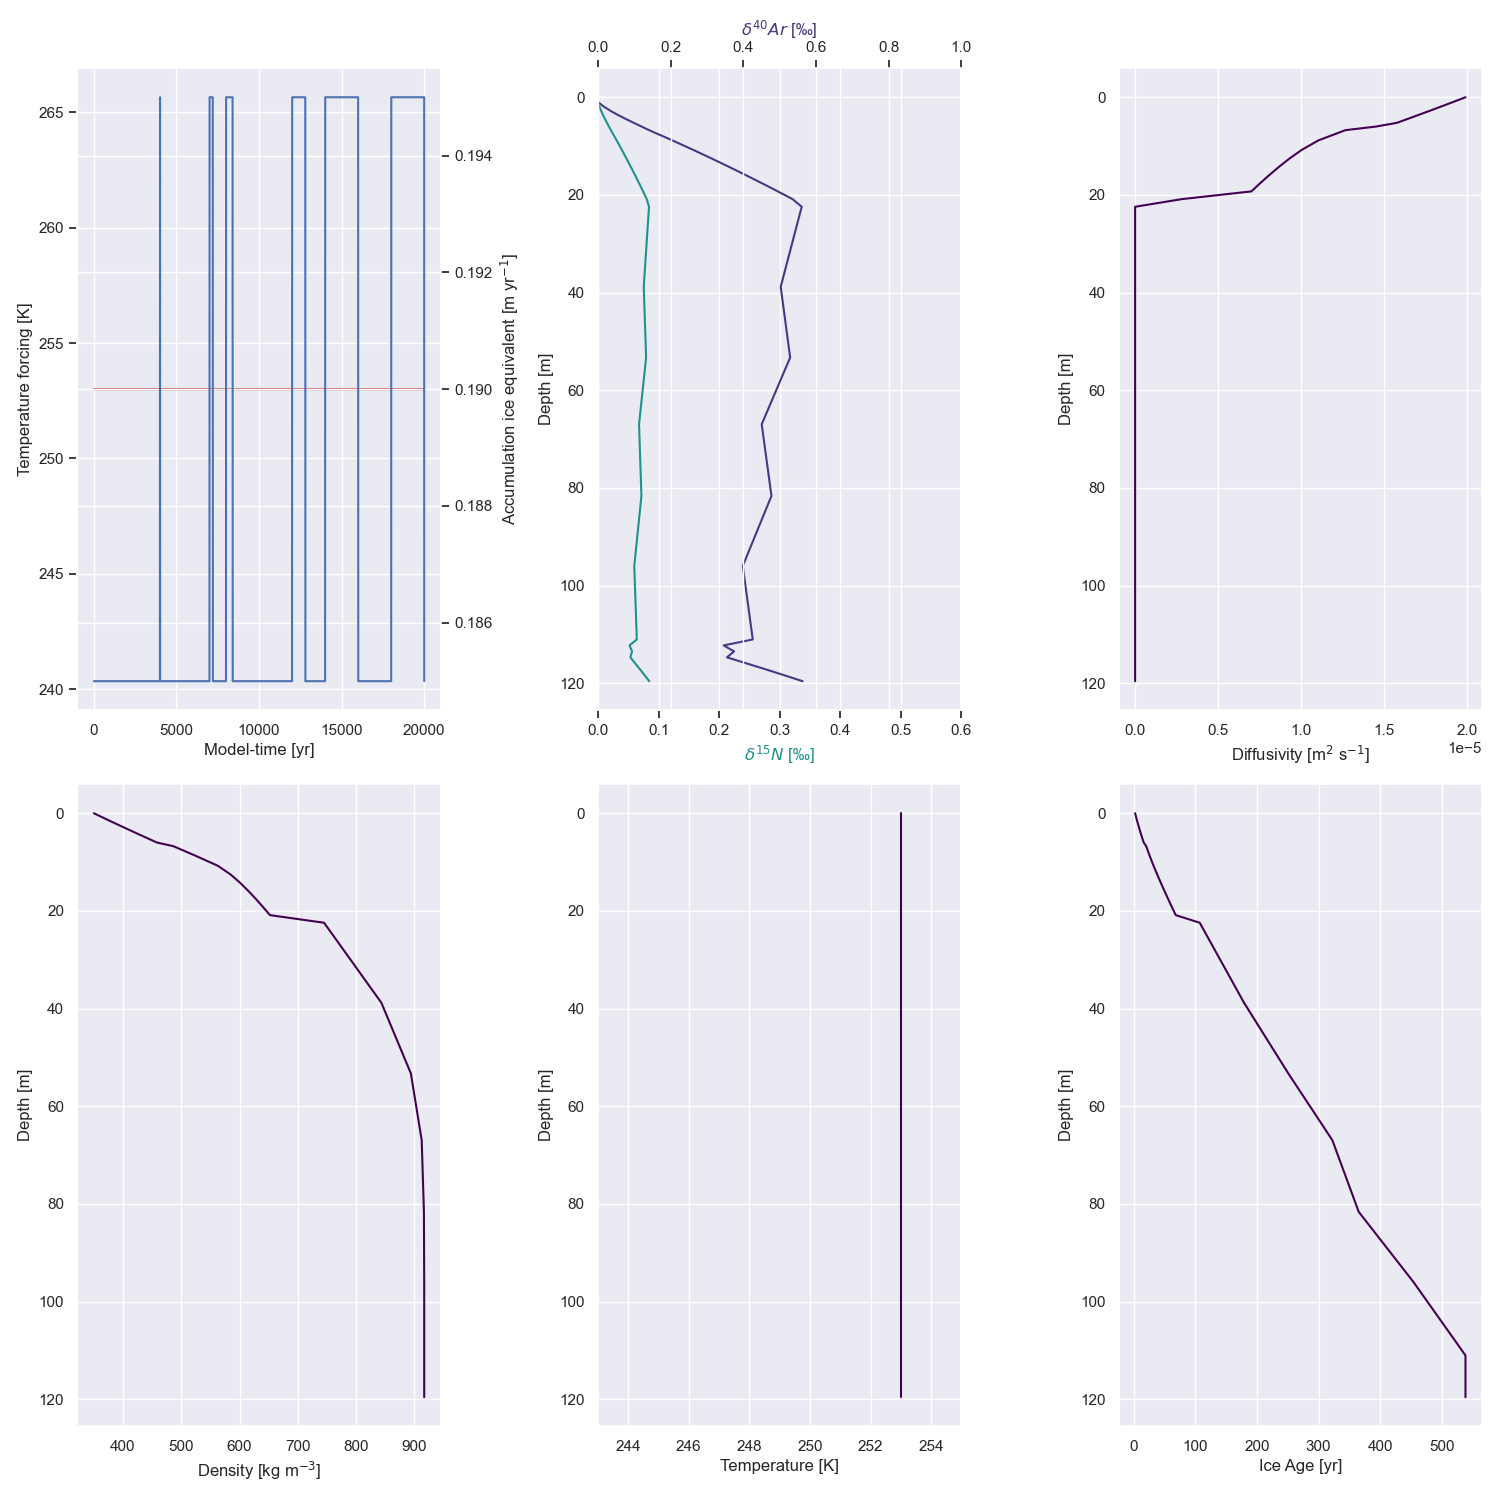 δ⁴⁰Ar [‰]
0.0 0.2 0.4 0.6 0.8 1.0
265
260
255
250
245
240
Temperature forcing [K]
0.194
0.192
0.190
0.188
0.186
Accumulation ice equivalent [m yr⁻¹]
0 5000 10000 15000 20000
Model-time [yr]
0
20
40
60
80
100
120
Depth [m]
0.0 0.1 0.2 0.3 0.4 0.5 0.6
δ¹⁵N [‰]
0
20
40
60
80
100
120
Depth [m]
0.0 0.5 1.0 1.5 2.0
1e−5
Diffusivity [m² s⁻¹]
0
20
40
60
80
100
120
Depth [m]
400 500 600 700 800 900
Density [kg m⁻³]
0
20
40
60
80
100
120
Depth [m]
244 246 248 250 252 254
Temperature [K]
0
20
40
60
80
100
120
Depth [m]
0 100 200 300 400 500
Ice Age [yr]